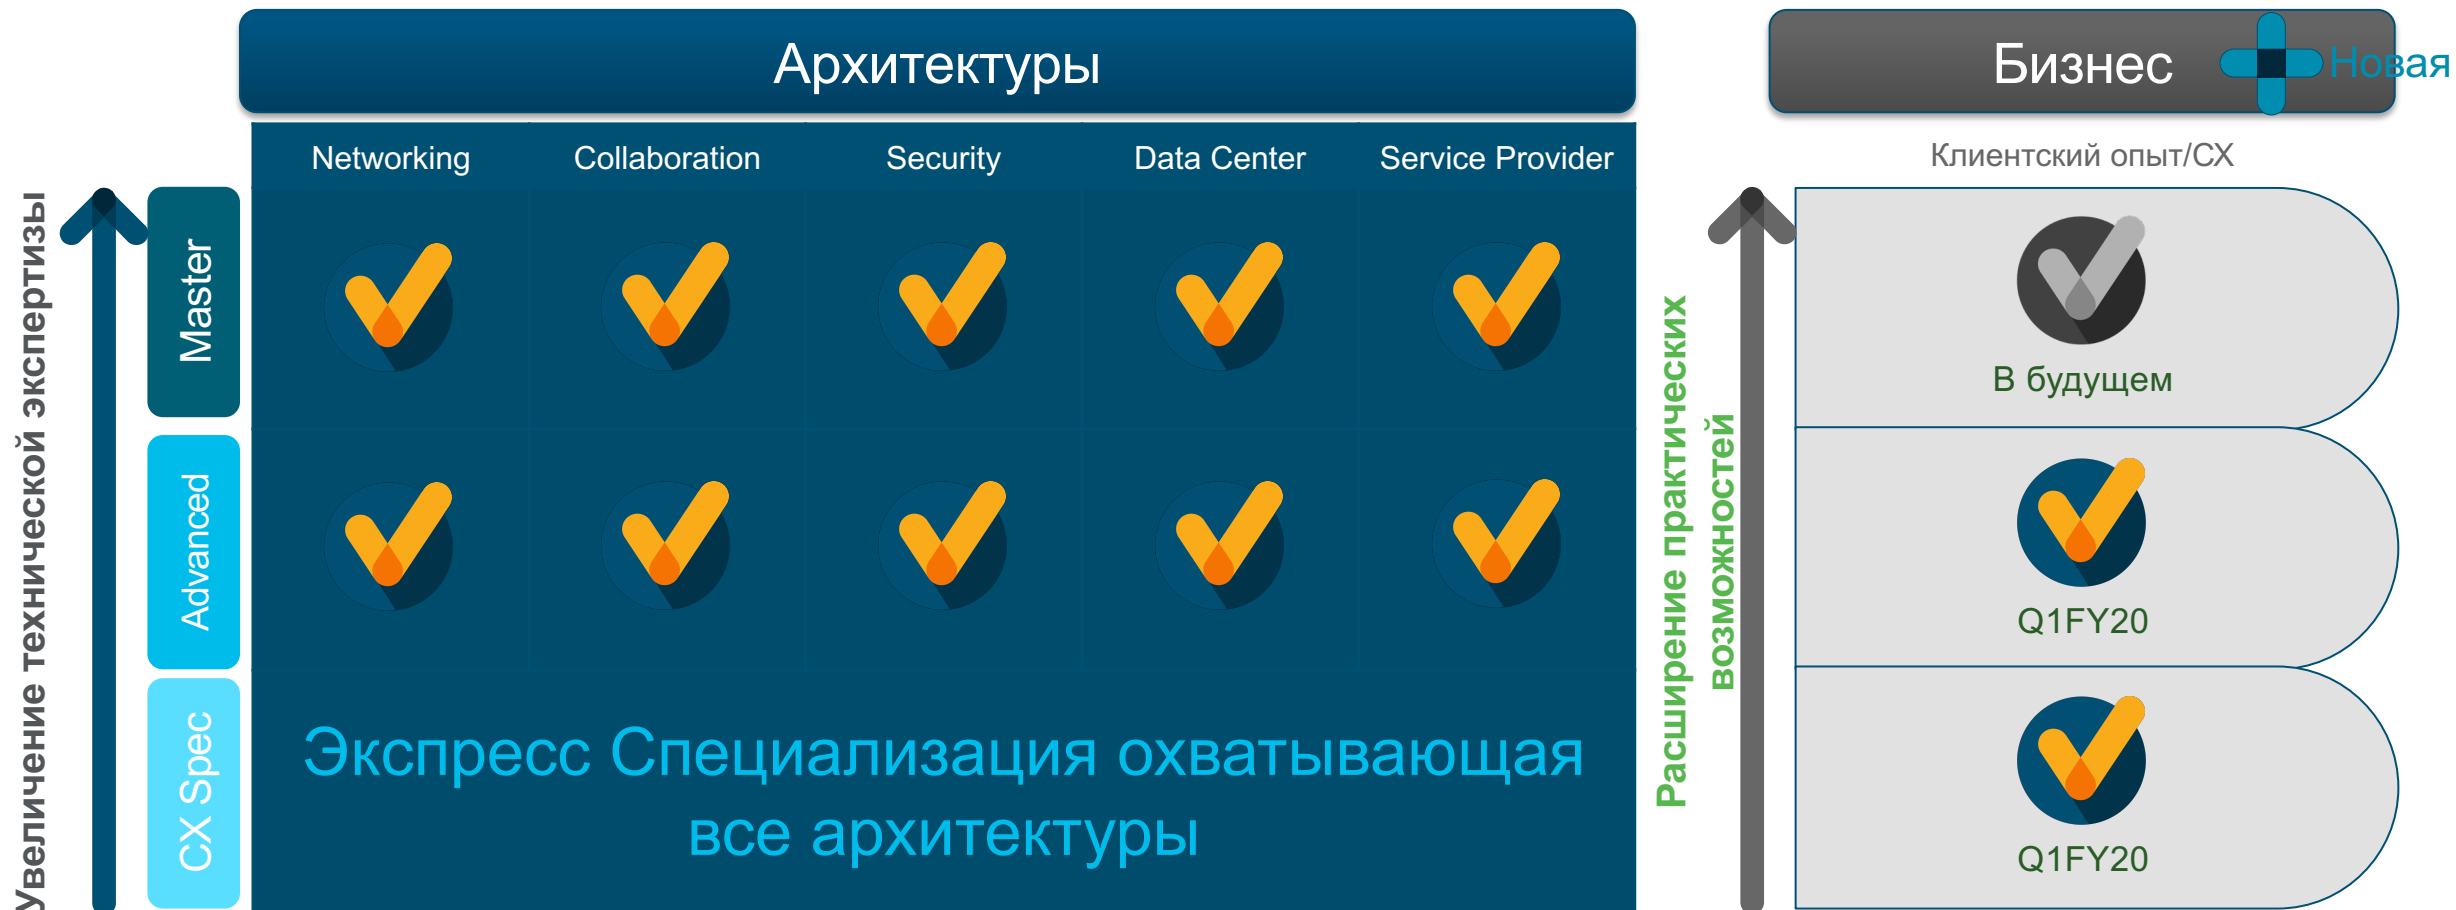 Архитектуры
Бизнес
Новая
Networking
Collaboration
Security
Data Center
Service Provider
Клиентский опыт/CX
Увеличение технической экспертизы
Master
Advanced
CX Spec
Экспресс Специализация охватывающая
все архитектуры
Расширение практических
возможностей
В будущем
Q1FY20
Q1FY20